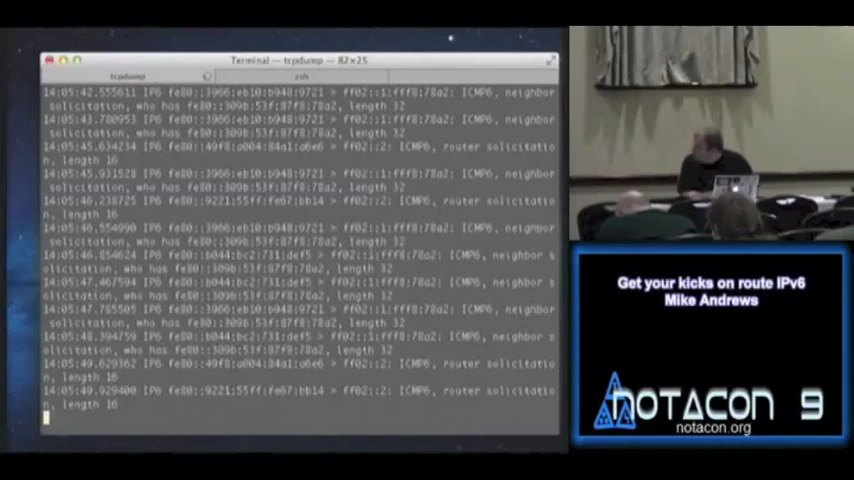 Terminal — tcpdump — 82×25
tcpdump
zsh
14:05:42.555611 IP6 fe80::3966:eb10:b948:9721 > ff02::1:fff8:78a2: ICMP6, neighbor
solicitation, who has fe80::309b:53f:87f8:78a2, length 32
14:05:43.780953 IP6 fe80::3966:eb10:b948:9721 > ff02::1:fff8:78a2: ICMP6, neighbor
solicitation, who has fe80::309b:53f:87f8:78a2, length 32
14:05:45.634234 IP6 fe80::49f8:a004:84a1:a6e6 > ff02::2: ICMP6, router solicitatio
n, length 16
14:05:45.931528 IP6 fe80::3966:eb10:b948:9721 > ff02::1:fff8:78a2: ICMP6, neighbor
solicitation, who has fe80::309b:53f:87f8:78a2, length 32
14:05:46.238725 IP6 fe80::9221:55ff:fe67:bb14 > ff02::2: ICMP6, router solicitatio
n, length 16
14:05:46.554990 IP6 fe80::3966:eb10:b948:9721 > ff02::1:fff8:78a2: ICMP6, neighbor
solicitation, who has fe80::309b:53f:87f8:78a2, length 32
14:05:46.854624 IP6 fe80::b044:bc2:731:def5 > ff02::1:fff8:78a2: ICMP6, neighbor s
olicitation, who has fe80::309b:53f:87f8:78a2, length 32
14:05:47.467594 IP6 fe80::b044:bc2:731:def5 > ff02::1:fff8:78a2: ICMP6, neighbor s
olicitation, who has fe80::309b:53f:87f8:78a2, length 32
14:05:47.785505 IP6 fe80::3966:eb10:b948:9721 > ff02::1:fff8:78a2: ICMP6, neighbor
solicitation, who has fe80::309b:53f:87f8:78a2, length 32
14:05:48.394759 IP6 fe80::b044:bc2:731:def5 > ff02::1:fff8:78a2: ICMP6, neighbor s
olicitation, who has fe80::309b:53f:87f8:78a2, length 32
14:05:49.629362 IP6 fe80::49f8:a004:84a1:a6e6 > ff02::2: ICMP6, router solicitatio
n, length 16
14:05:49.929400 IP6 fe80::9221:55ff:fe67:bb14 > ff02::2: ICMP6, router solicitatio
n, length 16
Get your kicks on route IPv6
Mike Andrews
NOTACON 9
notacon.org